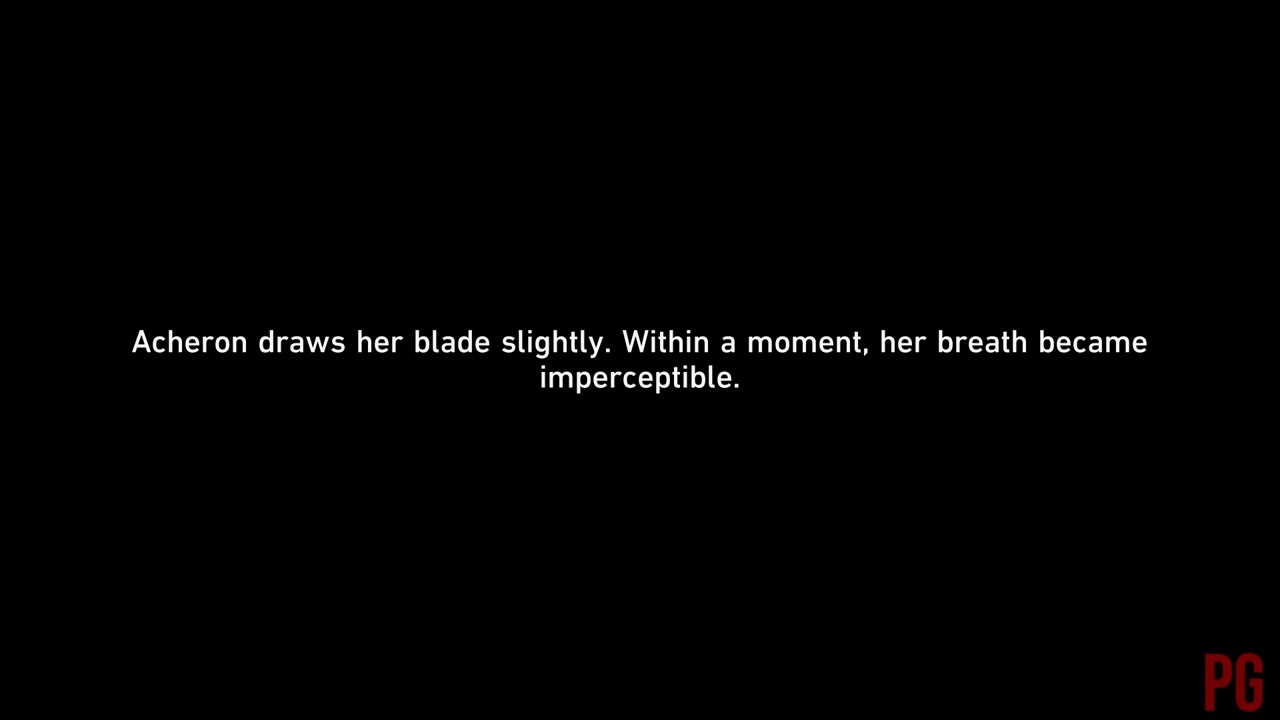 Acheron draws her blade slightly. Within a moment, her breath became
imperceptible.
PG